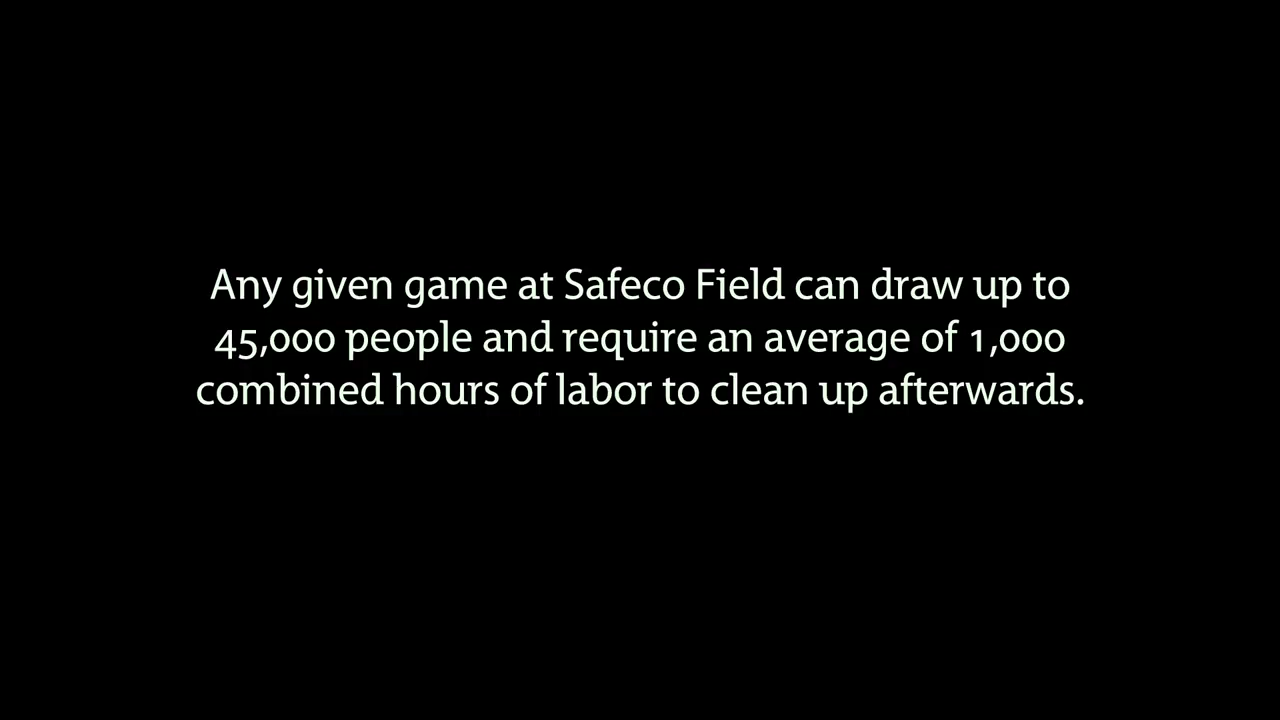 Any given game at Safeco Field can draw up to
45,000 people and require an average of 1,000
combined hours of labor to clean up afterwards.